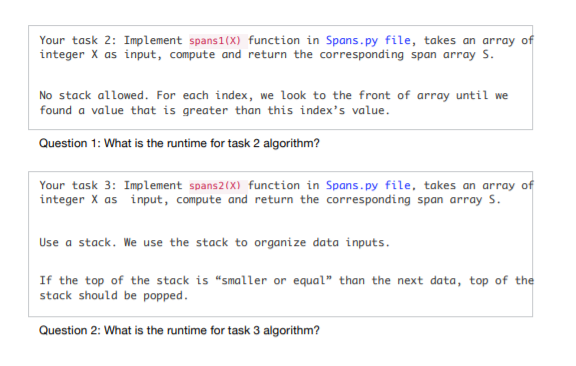 Your task 2: Implement spans1(X) function in Spans.py file, takes an array of
integer X as input, compute and return the corresponding span array S.
No stack allowed. For each index, we look to the front of array until we
found a value that is greater than this index's value.
Question 1: What is the runtime for task 2 algorithm?
Your task 3: Implement spans2(X) function in Spans.py file, takes an array of
integer X as input, compute and return the corresponding span array S.
Use a stack. We use the stack to organize data inputs.
If the top of the stack is “smaller or equal” than the next data, top of the
stack should be popped.
Question 2: What is the runtime for task 3 algorithm?